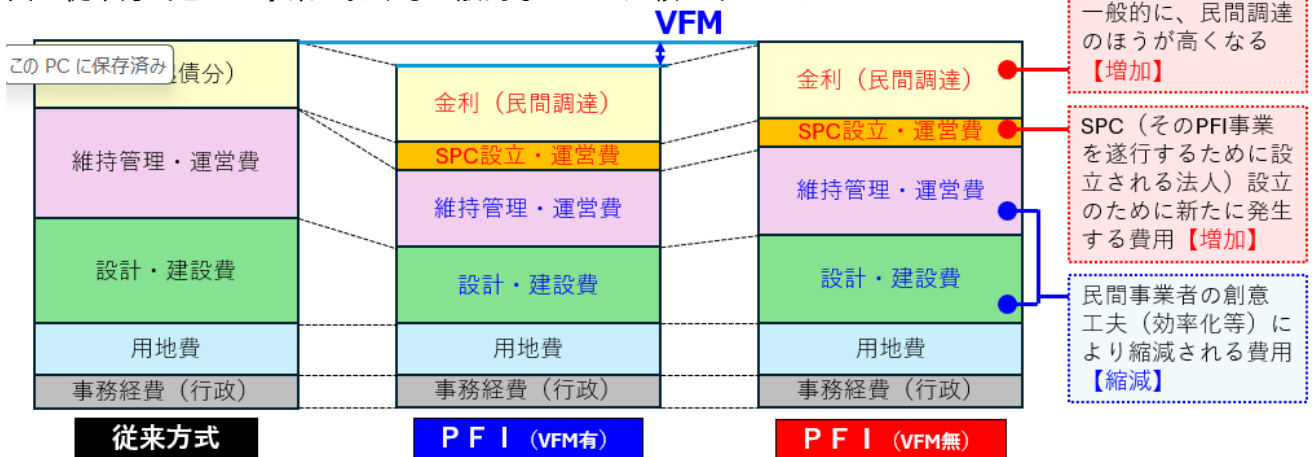 VFM
一般的に、民間調達
のほうが高くなる
【増加】
この PC に保存済み
債分）
金利（民間調達）
金利（民間調達）
SPC設立・運営費
SPC設立・運営費
SPC（そのPFI事業
を遂行するために設
立される法人）設立
のために新たに発生
する費用【増加】
維持管理・運営費
維持管理・運営費
維持管理・運営費
設計・建設費
設計・建設費
設計・建設費
民間事業者の創意
工夫（効率化等）に
より縮減される費用
【縮減】
用地費
用地費
用地費
事務経費（行政）
事務経費（行政）
事務経費（行政）
従来方式
ＰＦＩ（VFM有）
ＰＦＩ（VFM無）